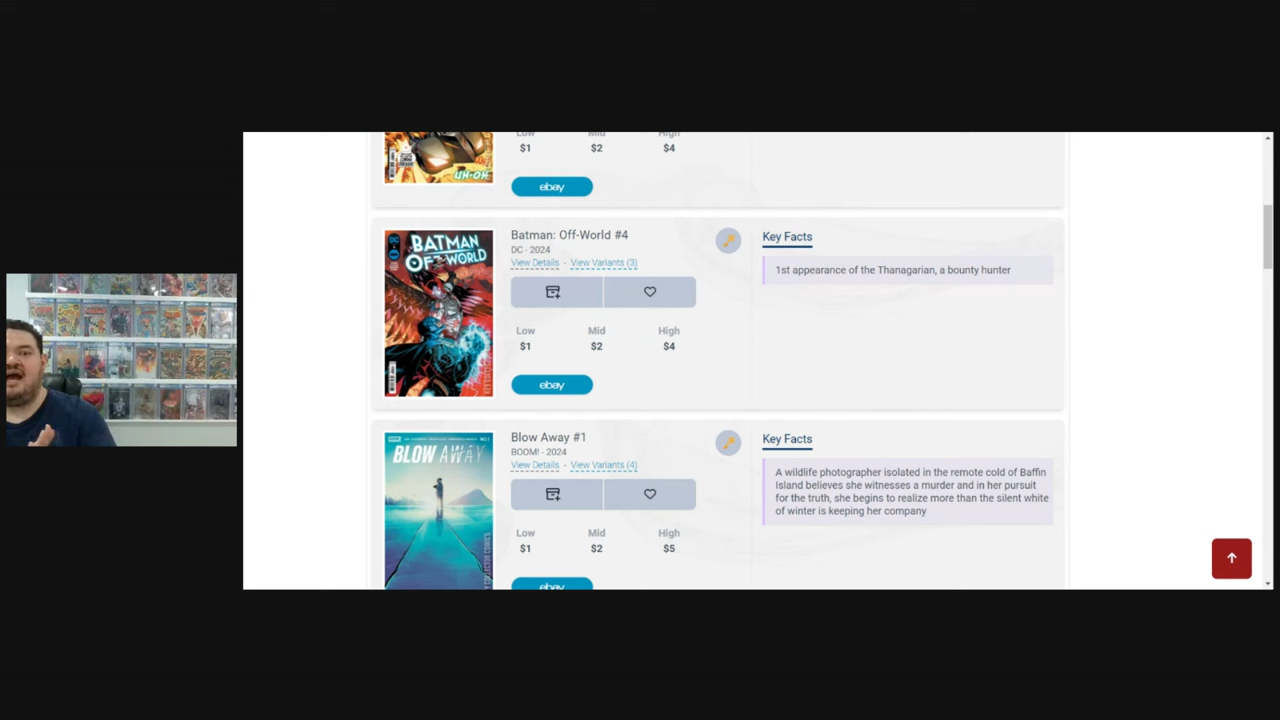 Low Mid High
$1 $2 $4
UH-OH
ebay
Batman: Off-World #4
DC - 2024
View Details · View Variants (3)
Low Mid High
$1 $2 $4
ebay
Key Facts
1st appearance of the Thanagarian, a bounty hunter
BATMAN
OFF-WORLD
Blow Away #1
BOOM! - 2024
View Details · View Variants (4)
Low Mid High
$1 $2 $5
ebay
Key Facts
A wildlife photographer isolated in the remote cold of Baffin
Island believes she witnesses a murder and in her pursuit
for the truth, she begins to realize more than the silent white
of winter is keeping her company
BLOW AWAY